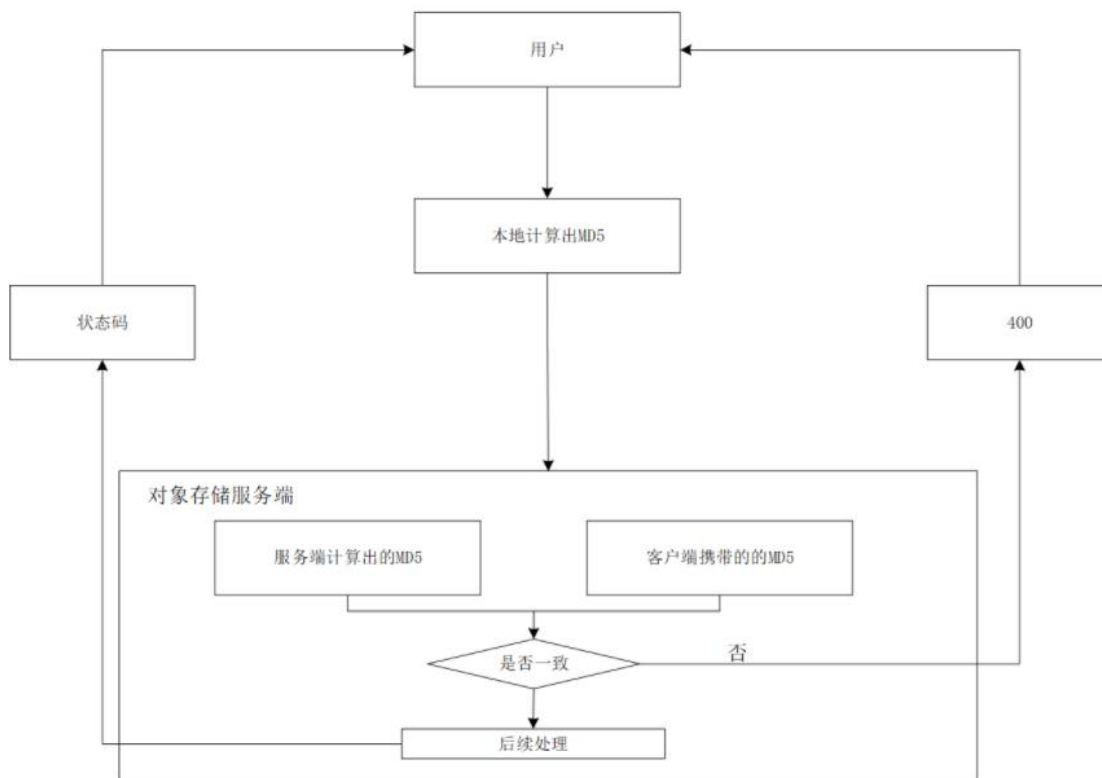 用户
本地计算出MD5
状态码
400
对象存储服务端
服务端计算出的MD5
客户端携带的的MD5
是否一致
否
后续处理